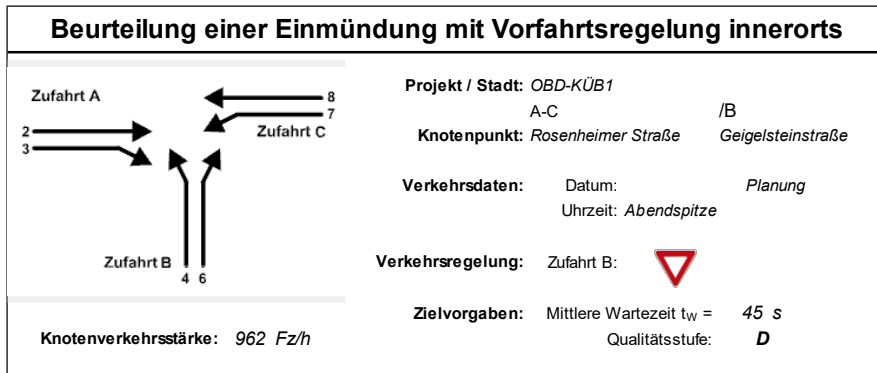 Beurteilung einer Einmündung mit Vorfahrtsregelung innerorts
Zufahrt A
8
7
Zufahrt C
2
3
Zufahrt B
4 6
Knotenverkehrsstärke: 962 Fz/h
Projekt / Stadt: OBD-KÜB1
A-C /B
Knotenpunkt: Rosenheimer Straße Geigelsteinstraße
Verkehrsdaten: Datum: Planung
Uhrzeit: Abendspitze
Verkehrsregelung: Zufahrt B:
Zielvorgaben: Mittlere Wartezeit tW = 45 s
Qualitätsstufe: D